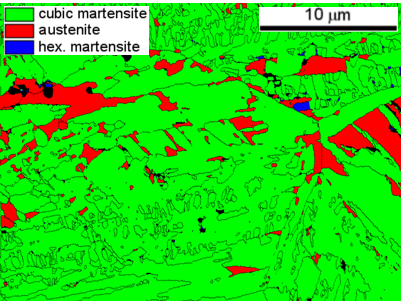 cubic martensite
austenite
hex. martensite
10 μm